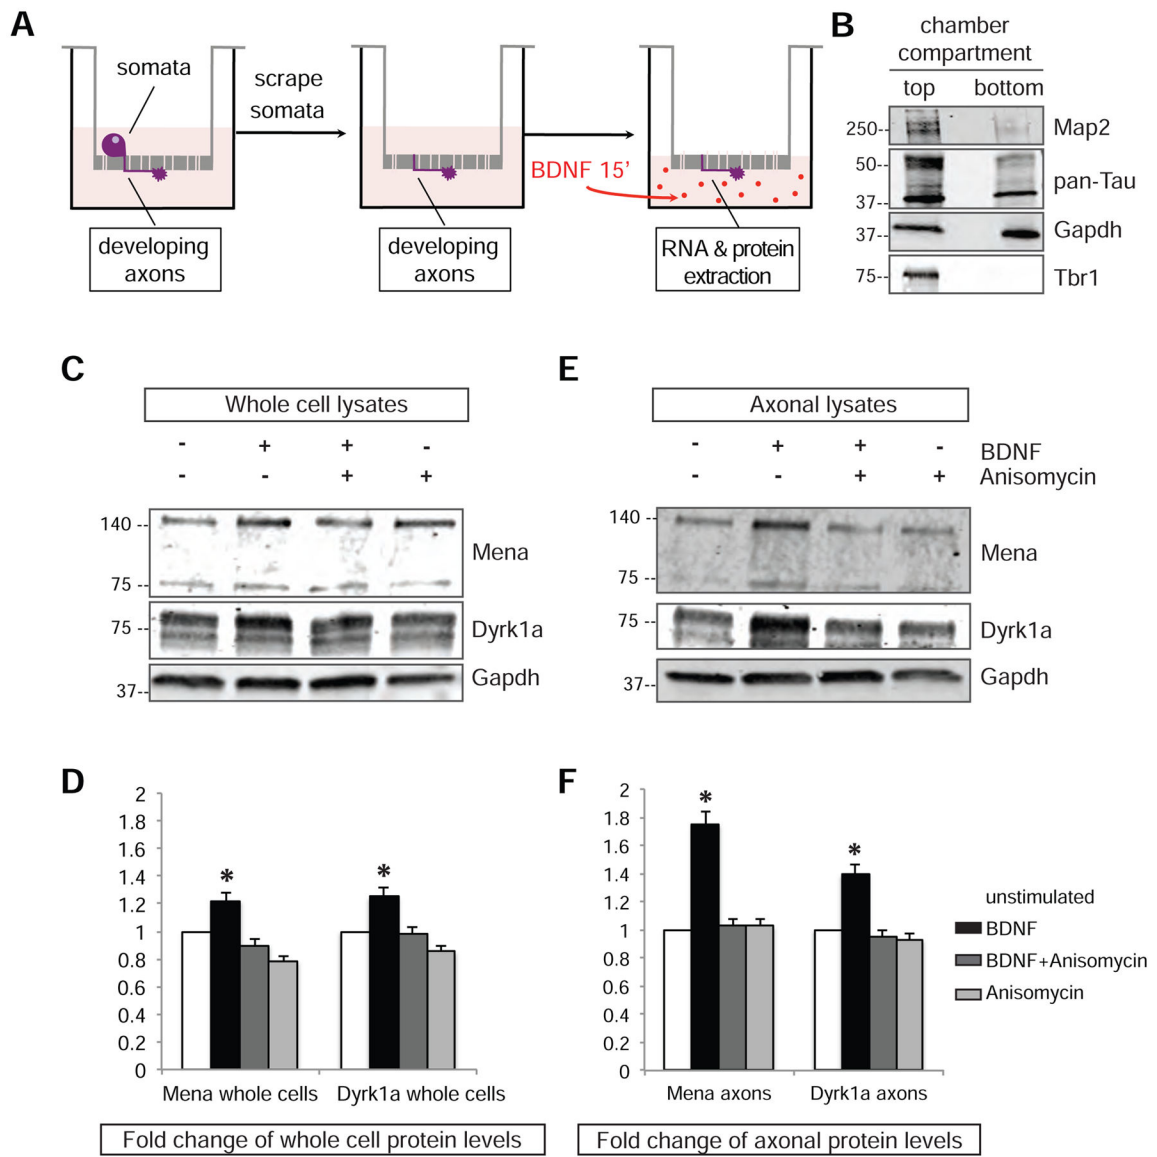 A
somata
scrape
somata
BDNF 15’
developing
axons
developing
axons
RNA & protein
extraction
B
chamber
compartment
top bottom
250-- Map2
50-- pan-Tau
37--
37-- Gapdh
75-- Tbr1
C
Whole cell lysates
- + + -
- - + +
140 --
Mena
75 --
75 -- Dyrk1a
Gapdh
37--
E
Axonal lysates
- + + - BDNF
- - + + Anisomycin
140 --
Mena
75 --
75 -- Dyrk1a
37-- Gapdh
D
2
1.8
1.6
1.4
1.2
1
0.8
0.6
0.4
0.2
0
* *
Mena whole cells Dyrk1a whole cells
Fold change of whole cell protein levels
F
2
1.8
1.6
1.4
1.2
1
0.8
0.6
0.4
0.2
0
* *
Mena axons Dyrk1a axons
Fold change of axonal protein levels
unstimulated
BDNF
BDNF+Anisomycin
Anisomycin